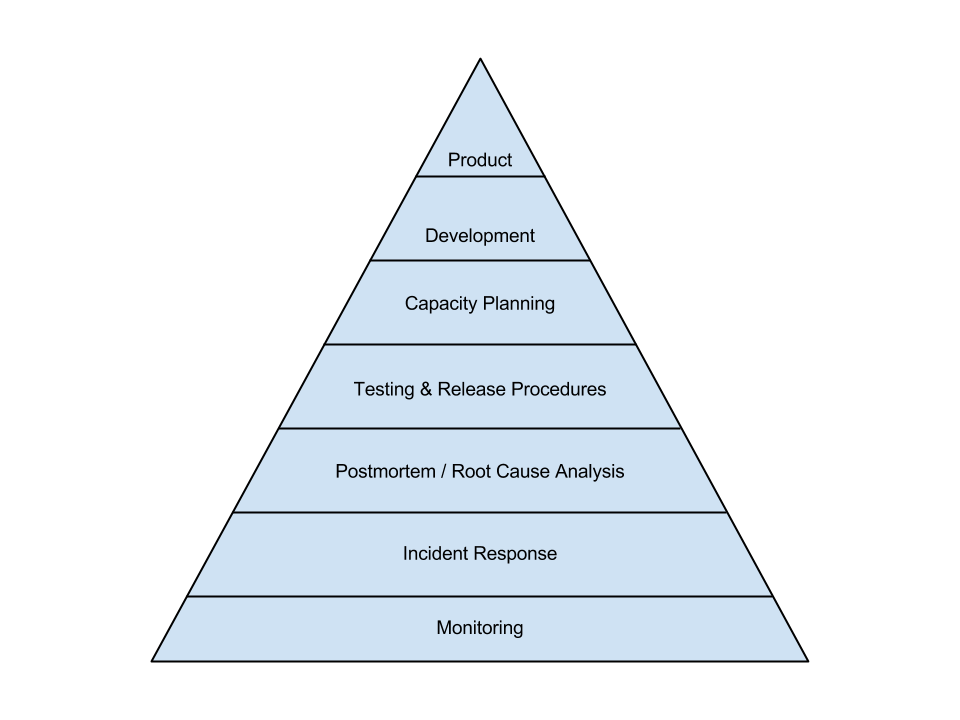 Product
Development
Capacity Planning
Testing & Release Procedures
Postmortem / Root Cause Analysis
Incident Response
Monitoring